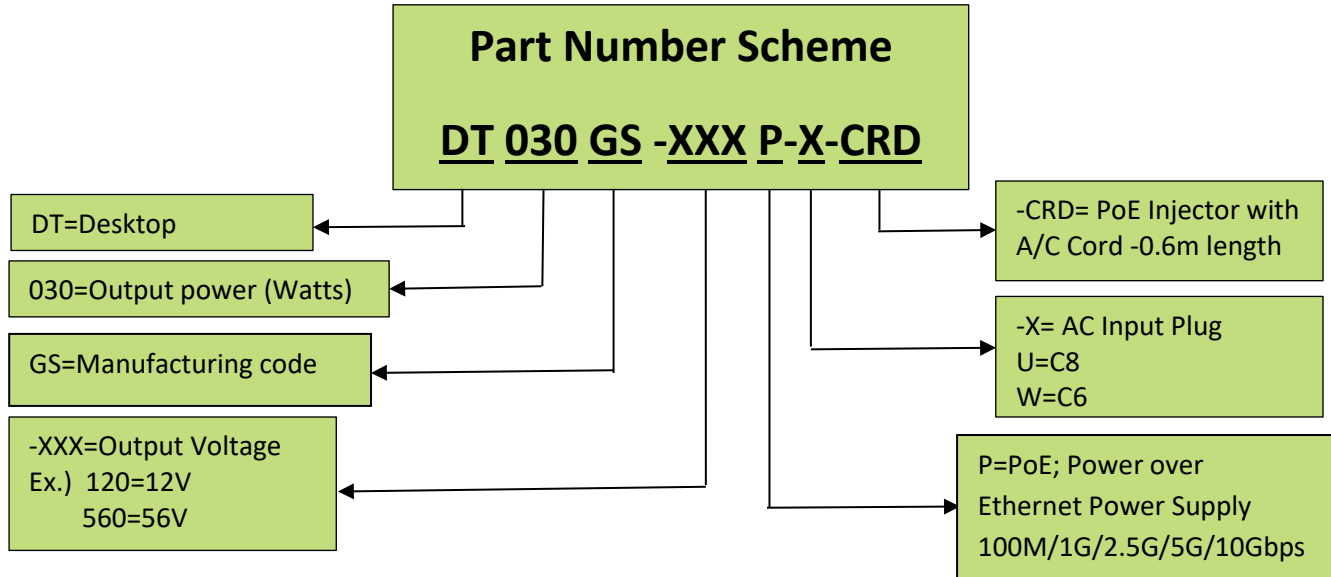 Part Number Scheme
DT 030 GS -XXX P-X-CRD
DT=Desktop
030=Output power (Watts)
GS=Manufacturing code
-XXX=Output Voltage
Ex.) 120=12V
560=56V
-CRD= PoE Injector with
A/C Cord -0.6m length
-X= AC Input Plug
U=C8
W=C6
P=PoE; Power over
Ethernet Power Supply
100M/1G/2.5G/5G/10Gbps